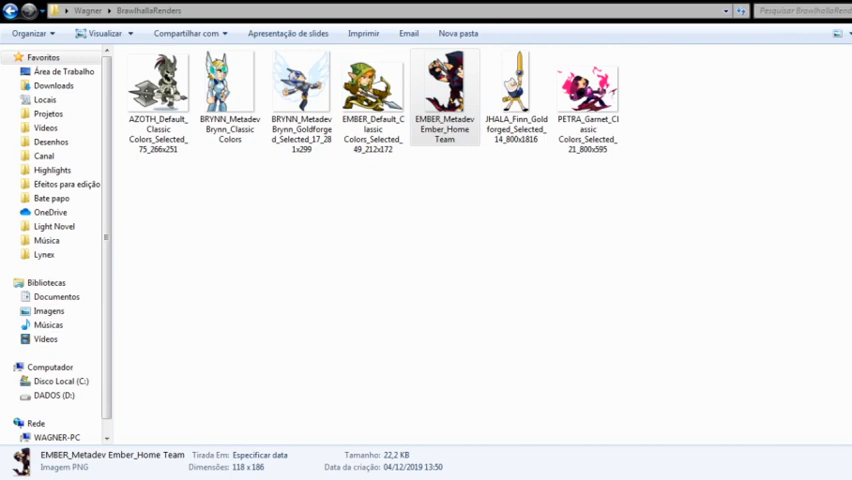 Wagner ▸ BrawlhallaRenders
Pesquisar BrawlhallaRenders
Organizar ▾ Visualizar ▾ Compartilhar com ▾ Apresentação de slides Imprimir Email Nova pasta
Favoritos
Área de Trabalho
Downloads
Locais
Projetos
Vídeos
Desenhos
Canal
Highlights
Efeitos para edição
Bate papo
OneDrive
Light Novel
Música
Lynex
Bibliotecas
Documentos
Imagens
Músicas
Vídeos
Computador
Disco Local (C:)
DADOS (D:)
Rede
WAGNER-PC
AZOTH_Default_
Classic
Colors_Selected_
75_266x251
BRYNN_Metadev
Brynn_Classic
Colors
BRYNN_Metadev
Brynn_Goldforge
d_Selected_17_28
1x299
EMBER_Default_C
lassic
Colors_Selected_
49_212x172
EMBER_Metadev
Ember_Home
Team
JHALA_Finn_Gold
forged_Selected_
14_800x1816
PETRA_Garnet_Cl
assic
Colors_Selected_
21_800x595
EMBER_Metadev Ember_Home Team
Imagem PNG
Tirada Em: Especificar data
Dimensões: 118 x 186
Tamanho: 22,2 KB
Data da criação: 04/12/2019 13:50